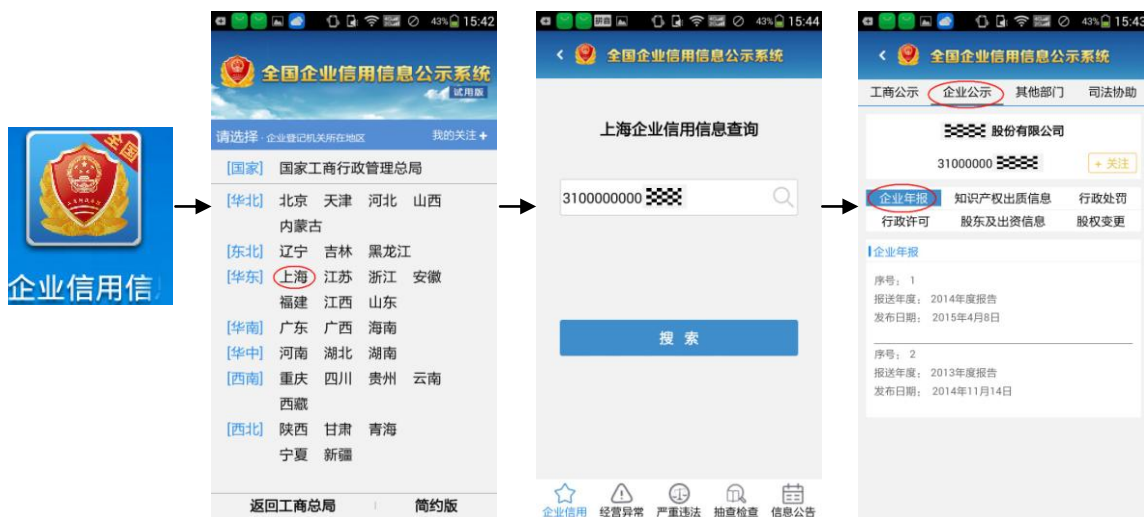 全国
企业信用信
43% 15:42
全国企业信用信息公示系统
试用版
请选择·企业登记机关所在地区 我的关注+
[国家] 国家工商行政管理总局
[华北] 北京 天津 河北 山西
内蒙古
[东北] 辽宁 吉林 黑龙江
[华东] 上海 江苏 浙江 安徽
福建 江西 山东
[华南] 广东 广西 海南
[华中] 河南 湖北 湖南
[西南] 重庆 四川 贵州 云南
西藏
[西北] 陕西 甘肃 青海
宁夏 新疆
返回工商总局 简约版
拼音 43% 15:44
全国企业信用信息公示系统
上海企业信用信息查询
3100000000
搜 索
企业信用 经营异常 严重违法 抽查检查 信息公告
43% 15:43
全国企业信用信息公示系统
工商公示 企业公示 其他部门 司法协助
股份有限公司
31000000 +关注
企业年报 知识产权出质信息 行政处罚
行政许可 股东及出资信息 股权变更
企业年报
序号: 1
报送年度: 2014年度报告
发布日期: 2015年4月8日
序号: 2
报送年度: 2013年度报告
发布日期: 2014年11月14日